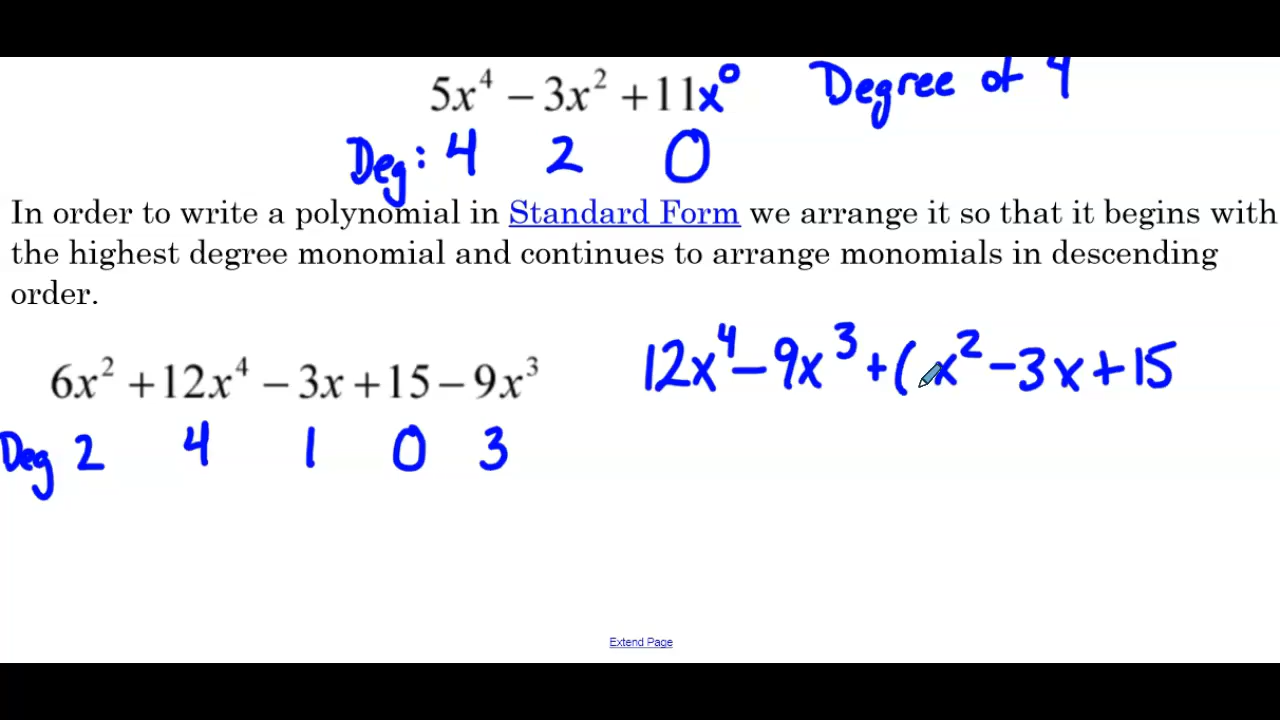 5x⁴ − 3x² + 11x⁰ Degree of 4
Deg: 4 2 0
In order to write a polynomial in Standard Form we arrange it so that it begins with
the highest degree monomial and continues to arrange monomials in descending
order.
6x² + 12x⁴ − 3x + 15 − 9x³ 12x⁴ − 9x³ + ( x² − 3x + 15
Deg 2 4 1 0 3
Extend Page